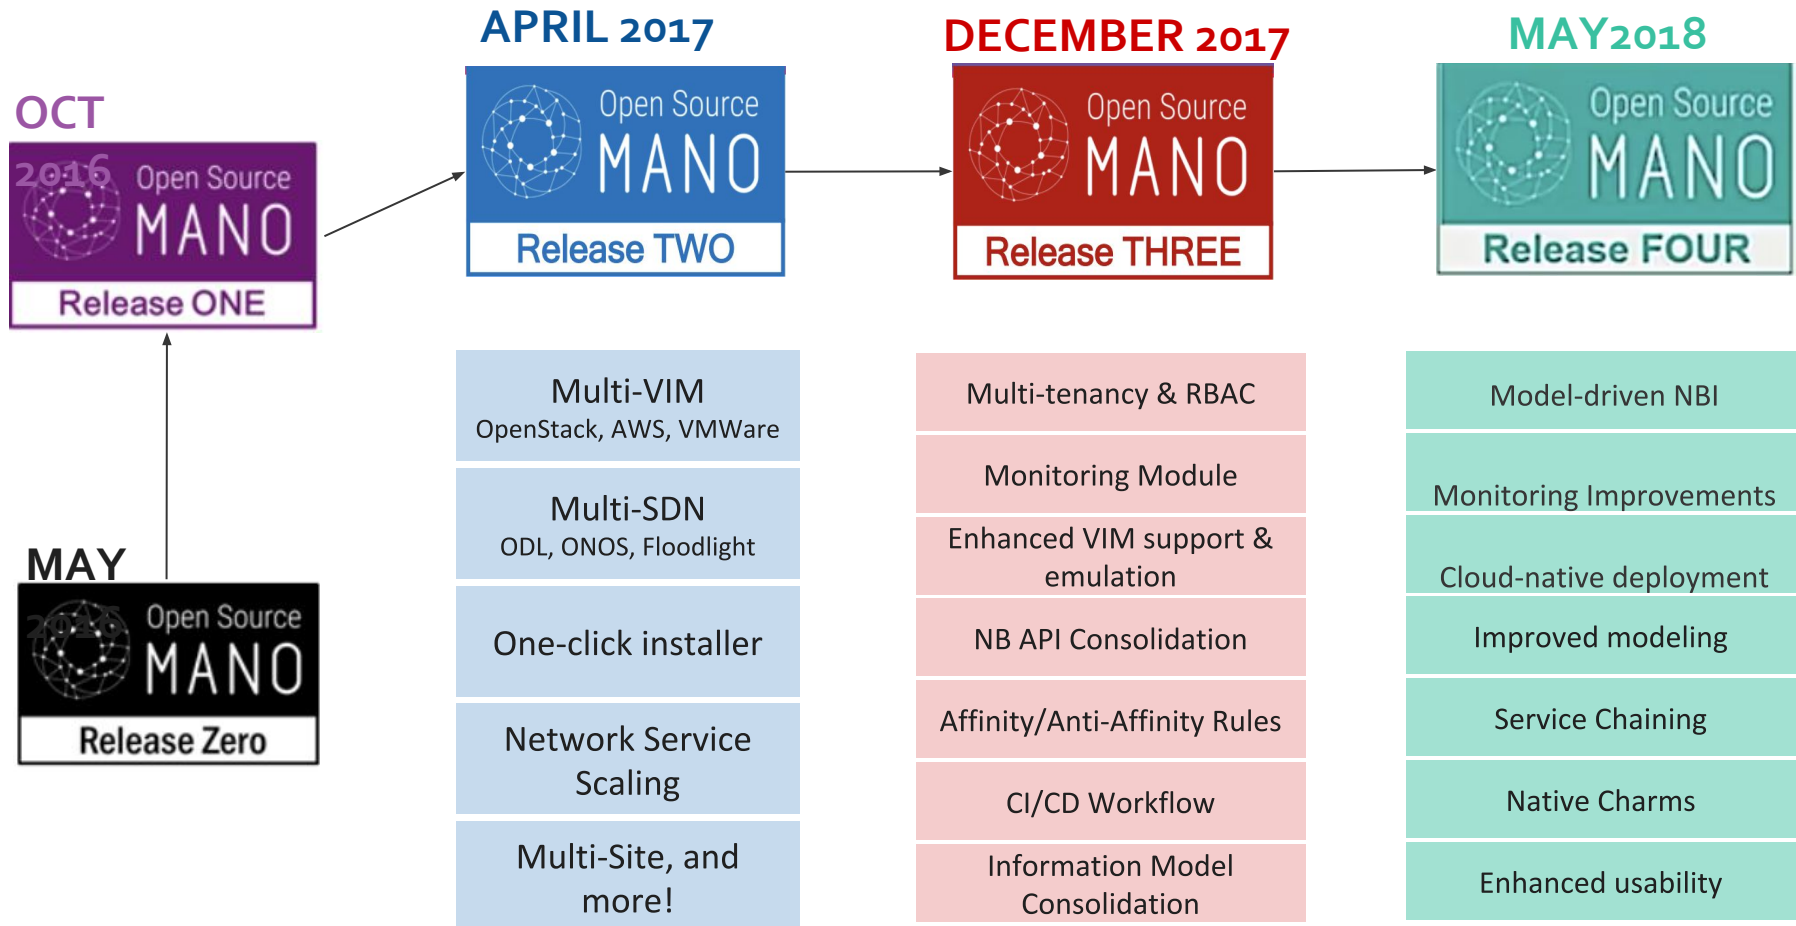 OCT
2016
Open Source
MANO
Release ONE
MAY
2016
Open Source
MANO
Release Zero
APRIL 2017
Open Source
MANO
Release TWO
Multi-VIM
OpenStack, AWS, VMWare
Multi-SDN
ODL, ONOS, Floodlight
One-click installer
Network Service
Scaling
Multi-Site, and
more!
DECEMBER 2017
Open Source
MANO
Release THREE
Multi-tenancy & RBAC
Monitoring Module
Enhanced VIM support &
emulation
NB API Consolidation
Affinity/Anti-Affinity Rules
CI/CD Workflow
Information Model
Consolidation
MAY2018
Open Source
MANO
Release FOUR
Model-driven NBI
Monitoring Improvements
Cloud-native deployment
Improved modeling
Service Chaining
Native Charms
Enhanced usability